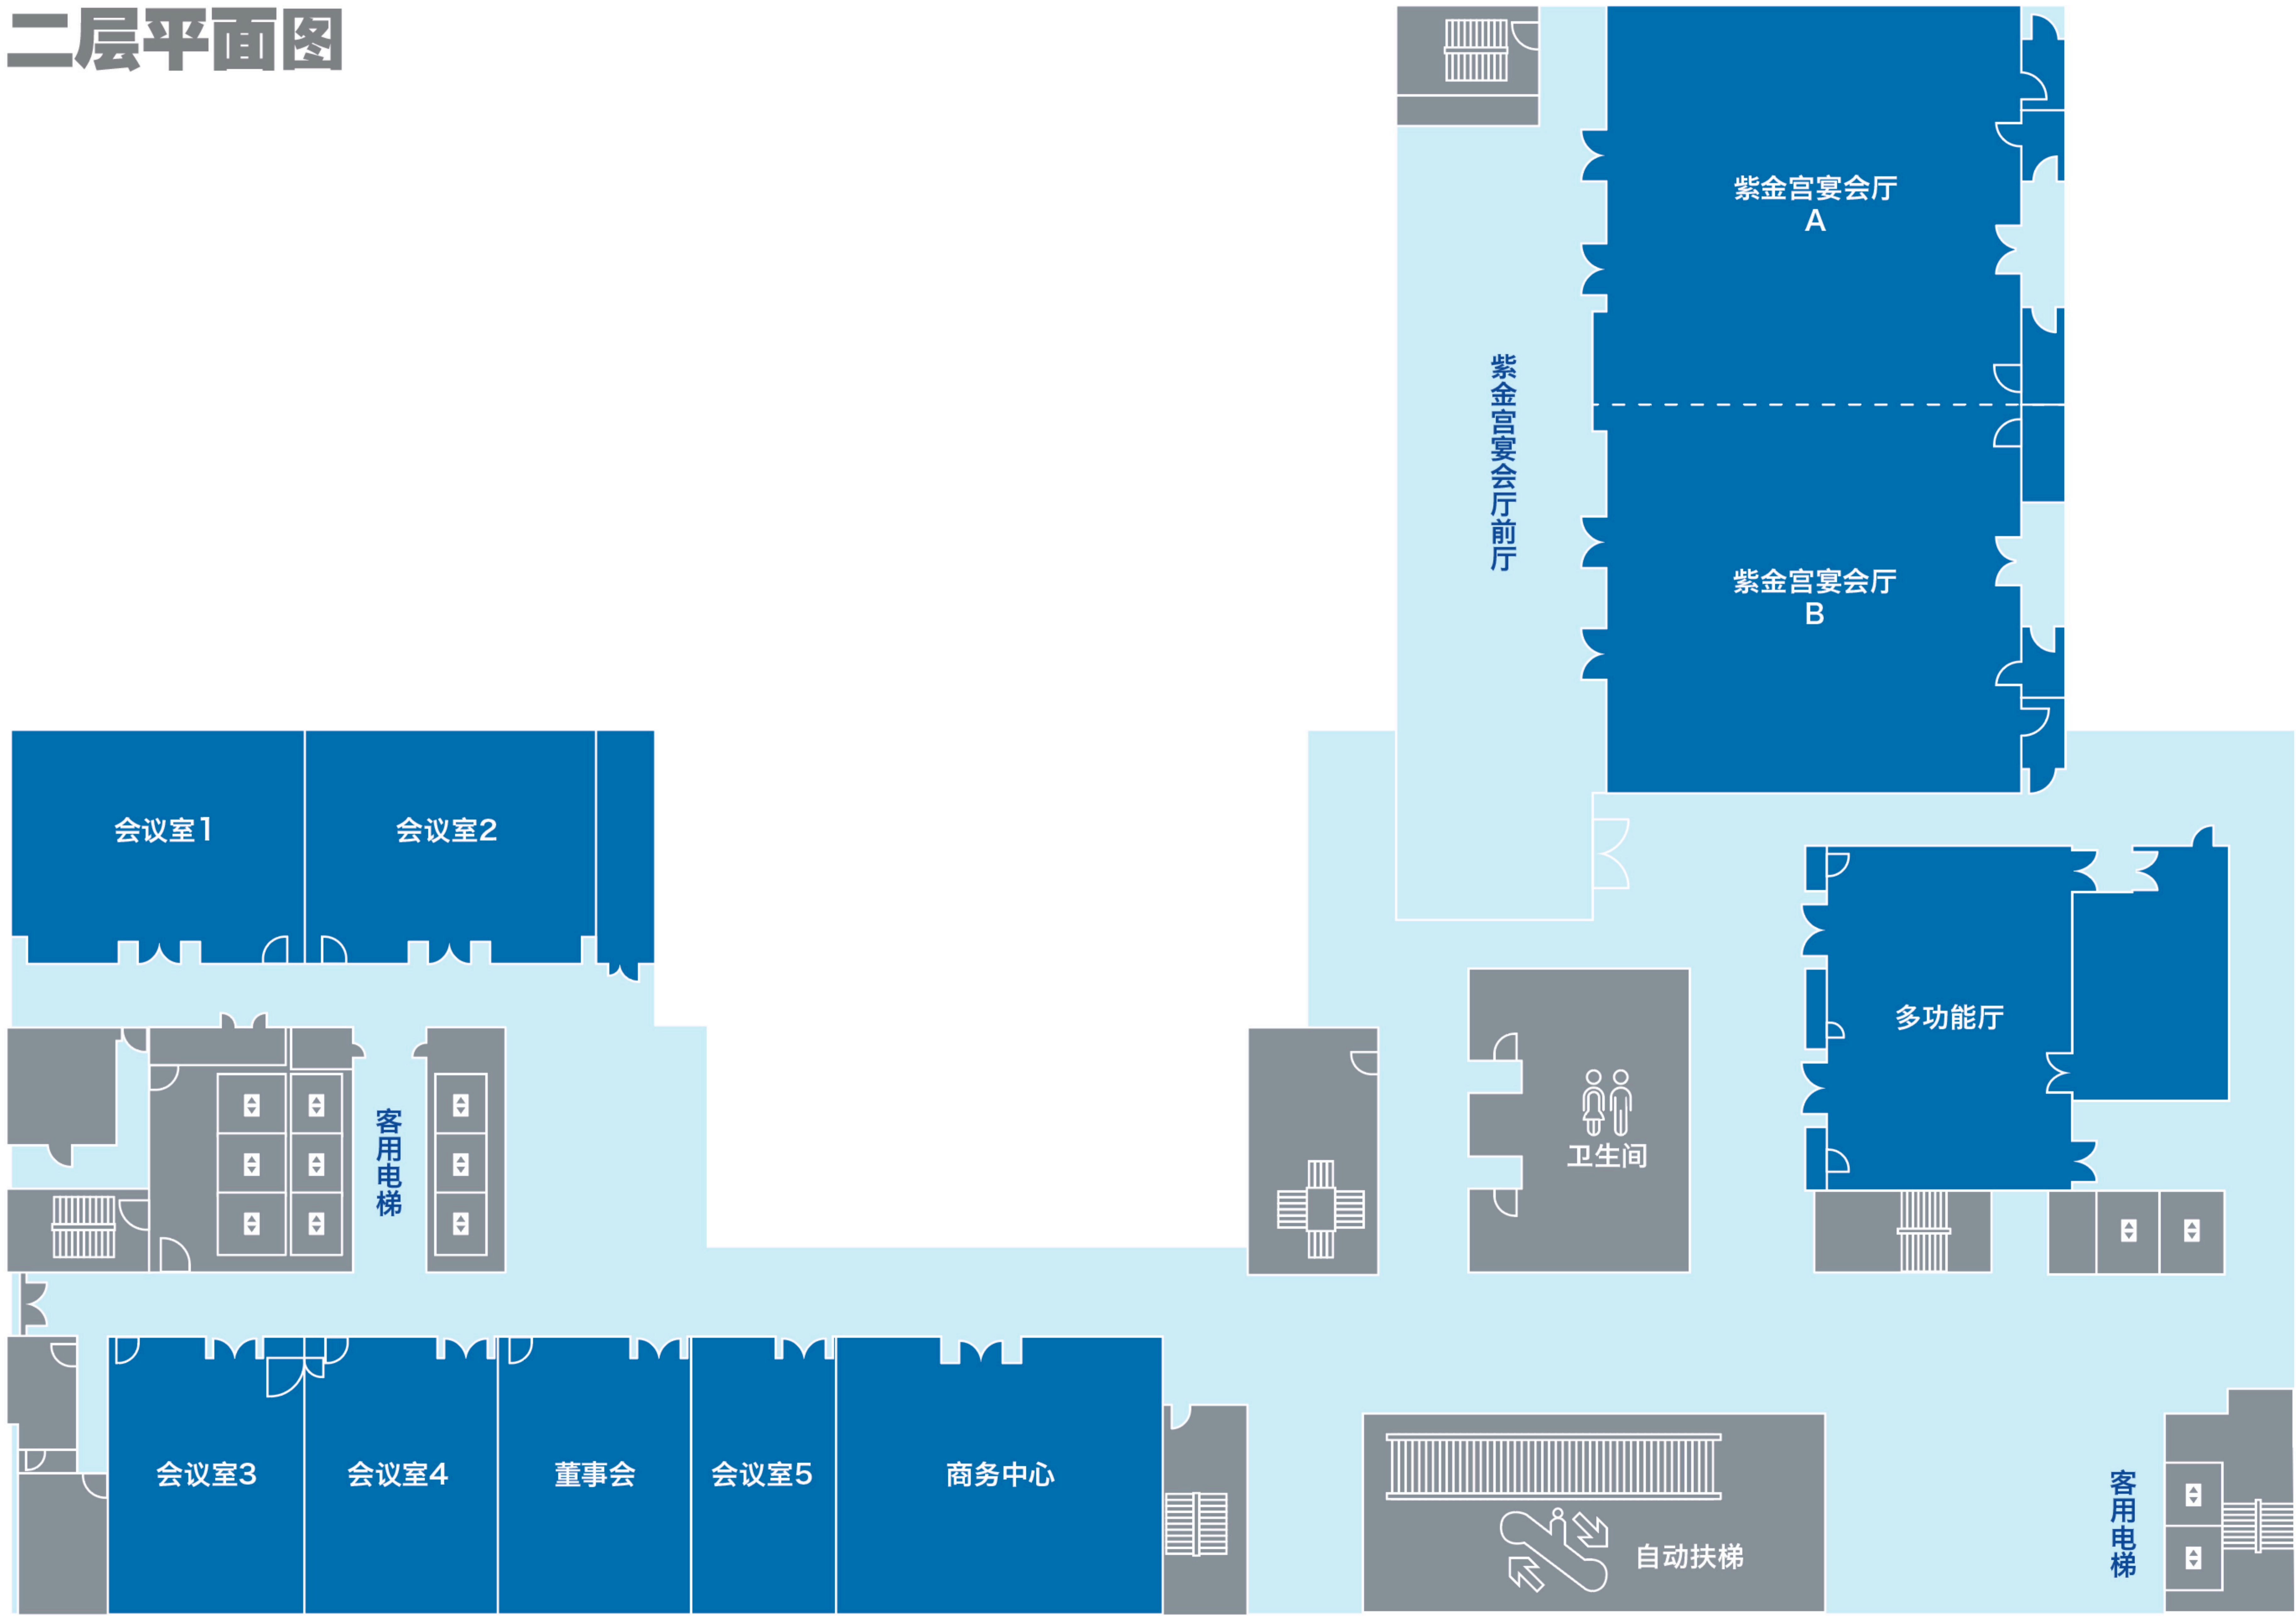 二层平面图
紫金宫宴会厅
A
紫金宫宴会厅前厅
紫金宫宴会厅
B
会议室1
会议室2
多功能厅
客用电梯
卫生间
会议室3
会议室4
董事会
会议室5
商务中心
自动扶梯
客用电梯